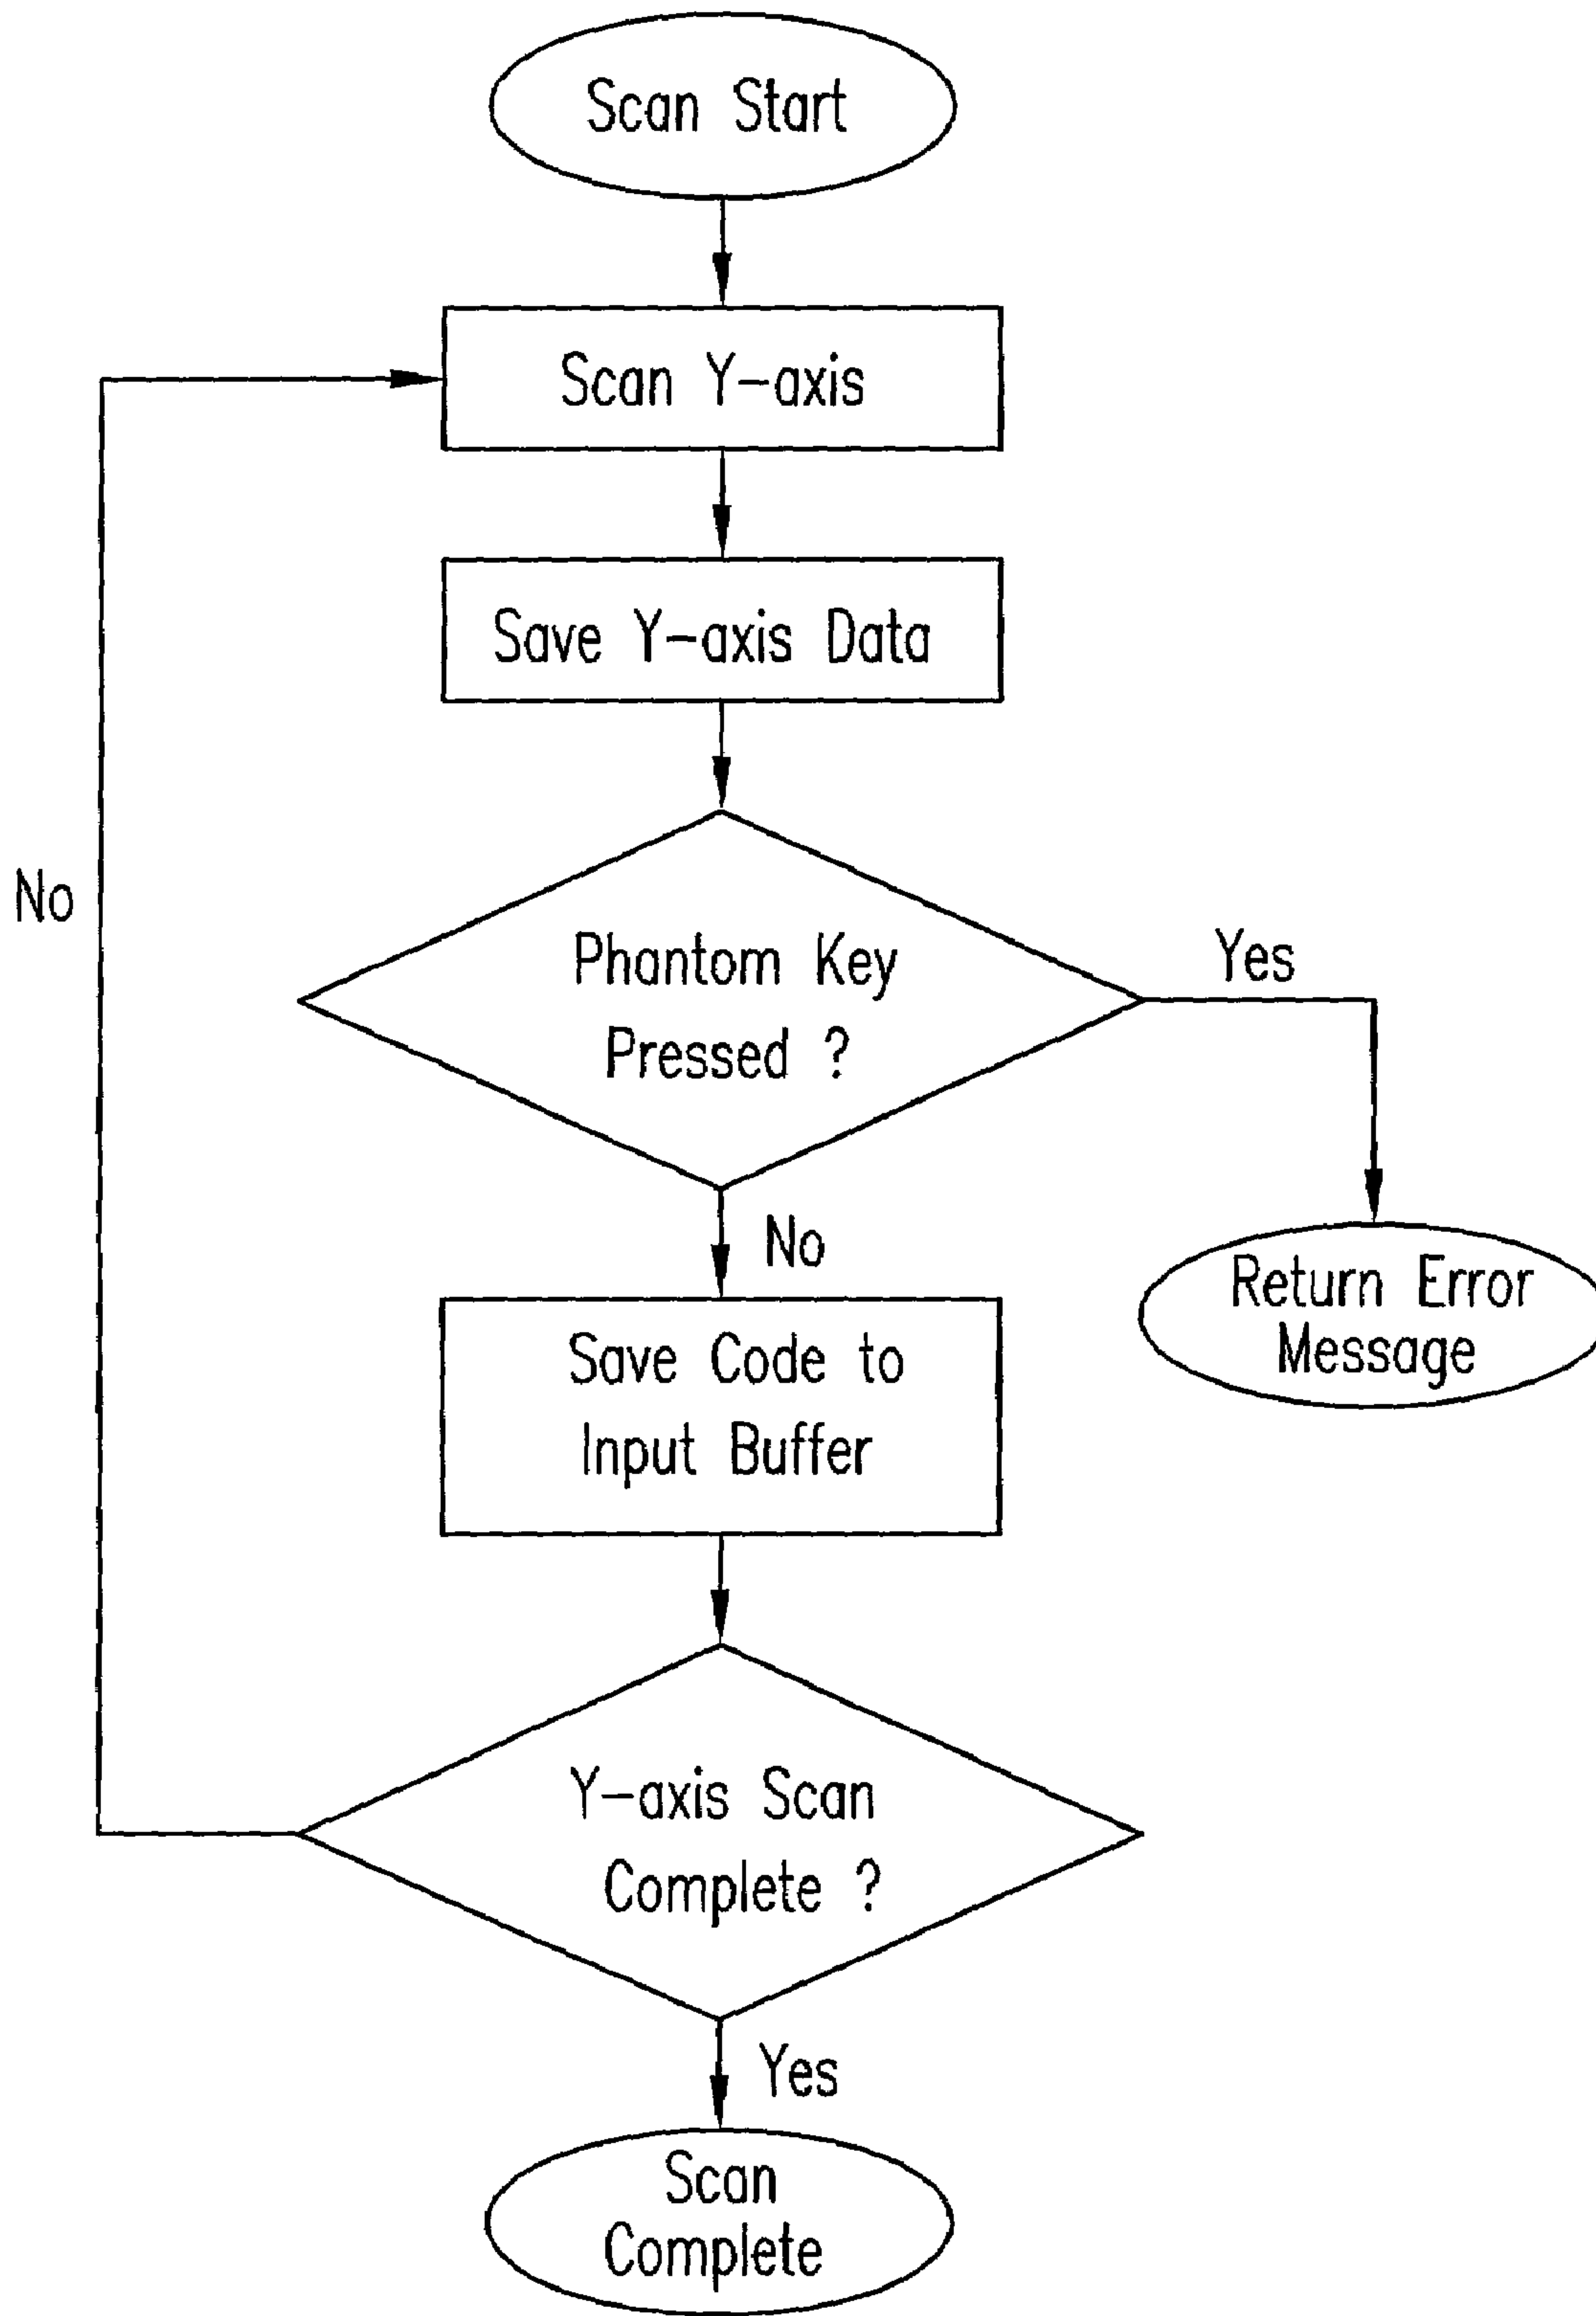 Scan Start
Scan Y-axis
Save Y-axis Data
No
Phantom Key
Pressed ?
Yes
No
Return Error
Message
Save Code to
Input Buffer
Y-axis Scan
Complete ?
Yes
Scan
Complete